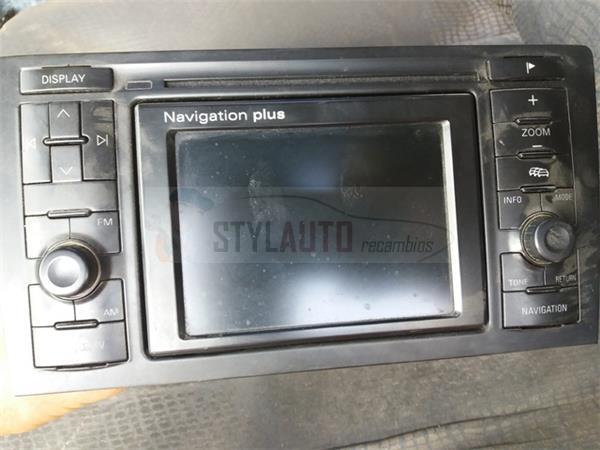 DISPLAY
Navigation plus
+
ZOOM
−
INFO
MODE
FM
STYLAUTO
recambios
TONE
RETURN
AM
NAVIGATION